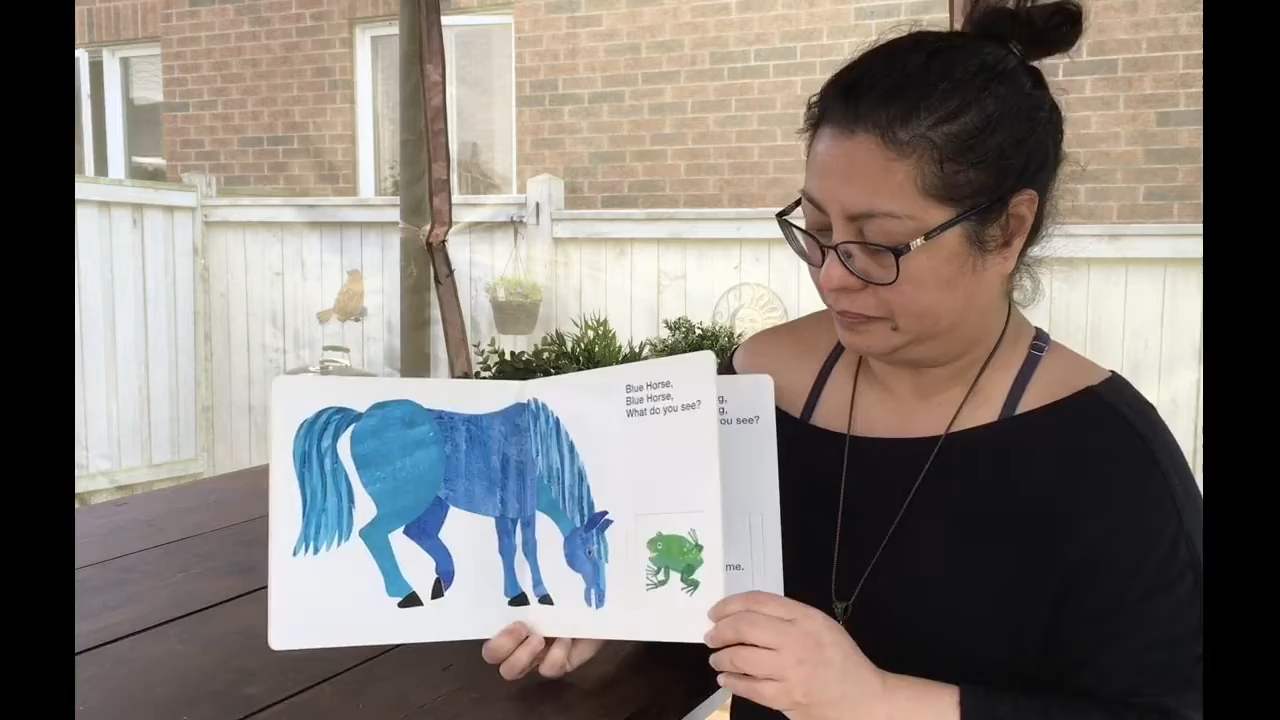 Blue Horse,
Blue Horse,
What do you see?
g,
g,
ou see?
me.